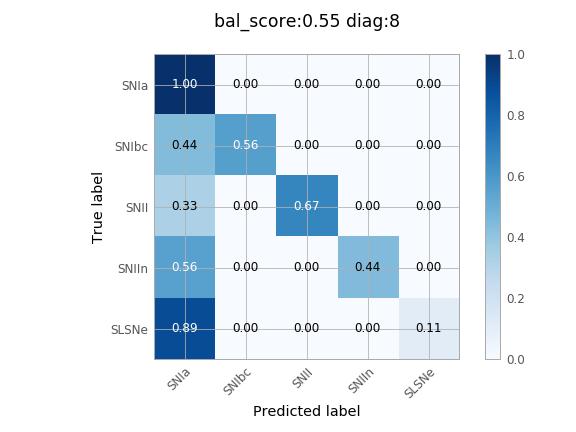 bal_score:0.55 diag:8
1.0
SNIa 1.00 0.00 0.00 0.00 0.00
0.8
SNIbc 0.44 0.56 0.00 0.00 0.00
0.6
True label
SNII 0.33 0.00 0.67 0.00 0.00
0.4
SNIIn 0.56 0.00 0.00 0.44 0.00
0.2
SLSNe 0.89 0.00 0.00 0.00 0.11
0.0
SNIa SNIbc SNII SNIIn SLSNe
Predicted label